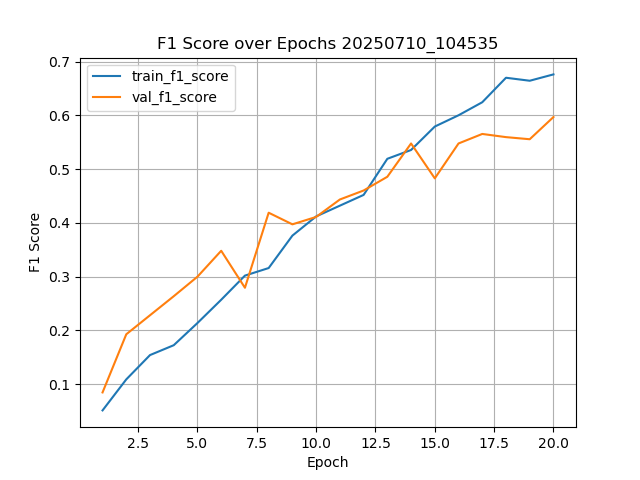 F1 Score over Epochs 20250710_104535
train_f1_score
val_f1_score
0.7
0.6
0.5
0.4
0.3
0.2
0.1
F1 Score
2.5 5.0 7.5 10.0 12.5 15.0 17.5 20.0
Epoch